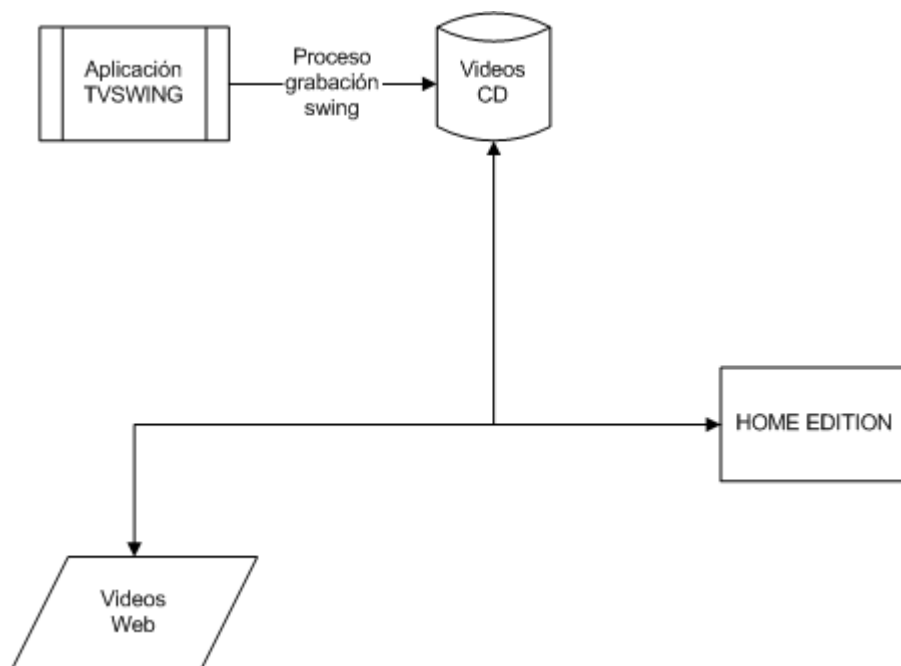 Aplicación
TVSWING
Proceso
grabación
swing
Videos
CD
HOME EDITION
Videos
Web